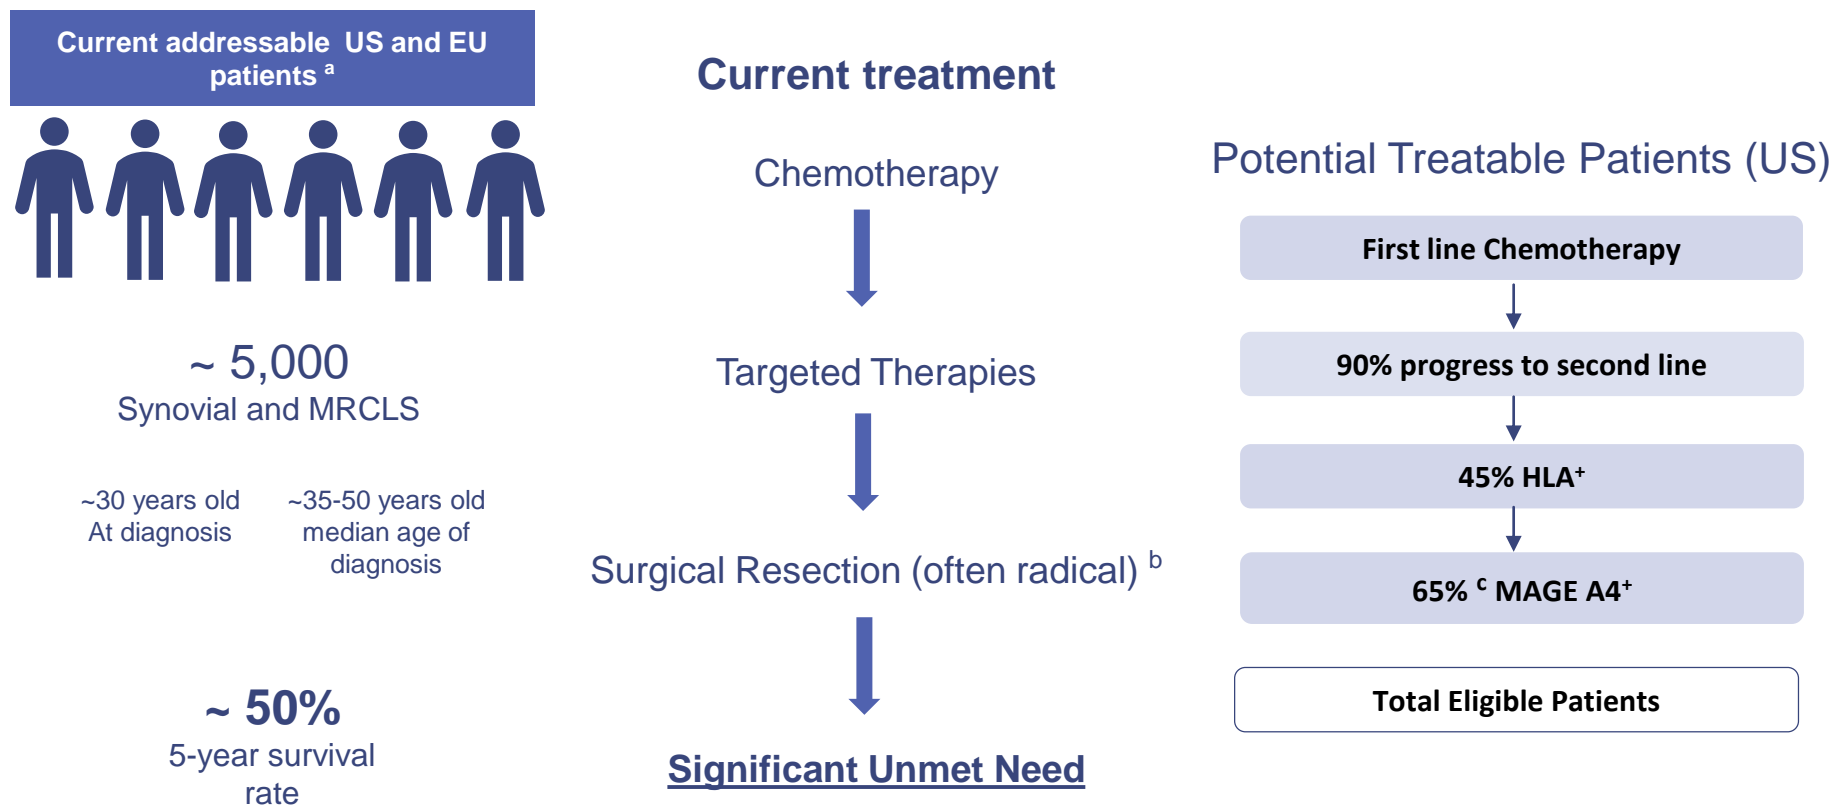 Current addressable US and EU
patients a
~ 5,000
Synovial and MRCLS
~30 years old
At diagnosis
~35-50 years old
median age of
diagnosis
~ 50%
5-year survival
rate
Current treatment
Chemotherapy
Targeted Therapies
Surgical Resection (often radical) b
Significant Unmet Need
Potential Treatable Patients (US)
First line Chemotherapy
90% progress to second line
45% HLA+
65% c MAGE A4+
Total Eligible Patients